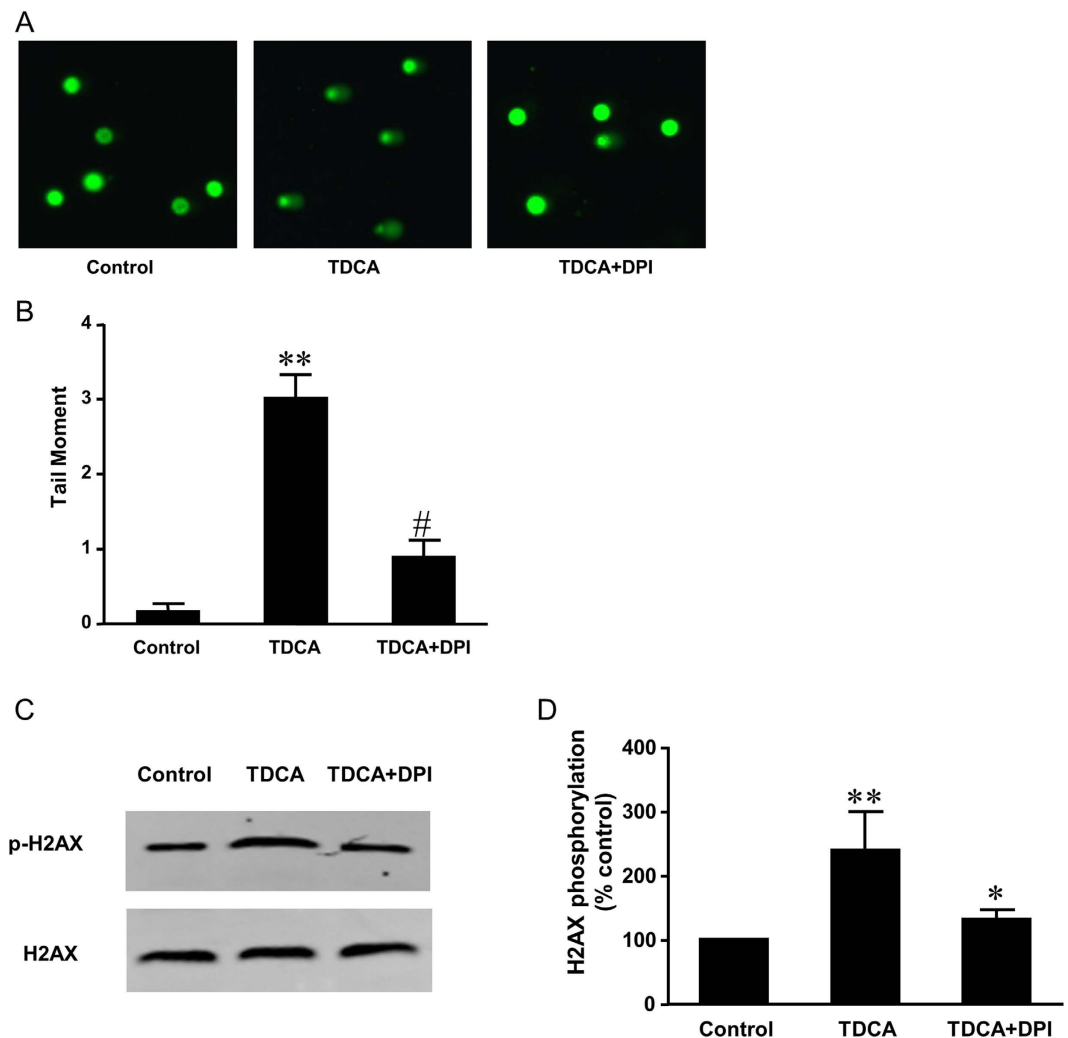 A
Control TDCA TDCA+DPI
B
Tail Moment
4
3
2
1
0
**
#
Control TDCA TDCA+DPI
C
Control TDCA TDCA+DPI
p-H2AX
H2AX
D
H2AX phosphorylation
(% control)
400
300
200
100
0
**
*
Control TDCA TDCA+DPI